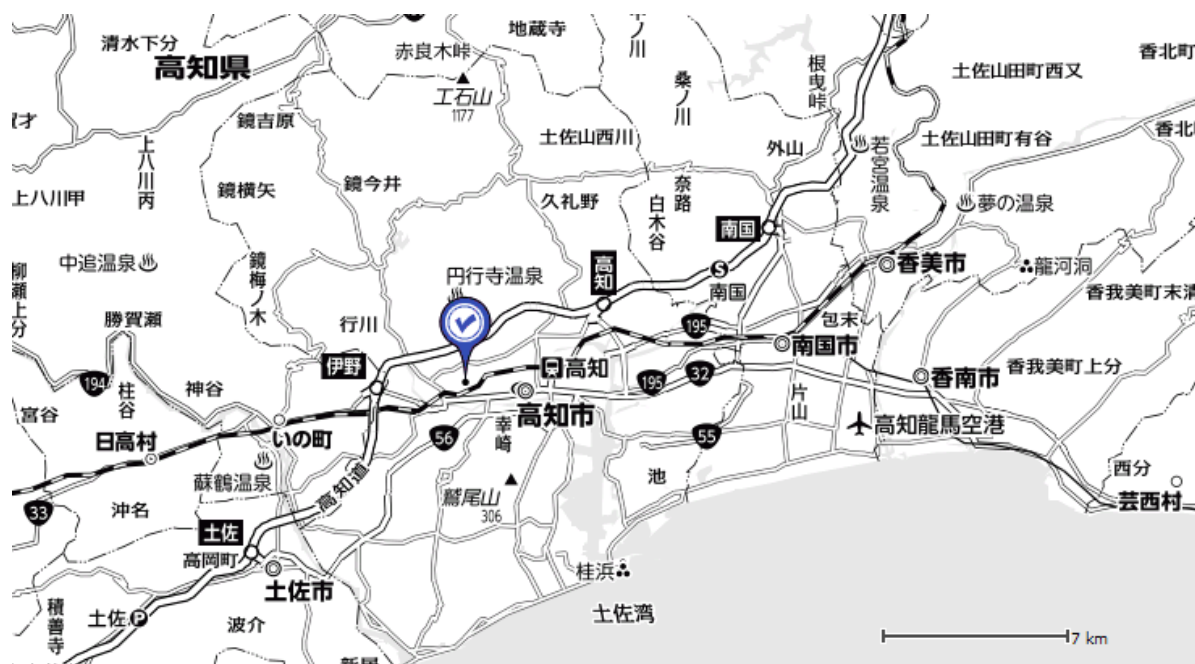 清水下分
高知県
赤良木峠
工石山
1177
地蔵寺
桑ノ川
根曳峠
土佐山田町西又
香北町
鏡吉原
土佐山西川
外山
若宮温泉
土佐山田町有谷
上八川丙
上八川甲
鏡横矢
鏡今井
久礼野
奈路
白木谷
南国
夢の温泉
中追温泉
鏡梅ノ木
円行寺温泉
高知
S
南国
香美市
龍河洞
柳瀬上分
勝賀瀬
行川
195
包末
香我美町末清
伊野
高知
南国市
194
柱谷
神谷
195
32
香南市
香我美町上分
富谷
高知市
片山
日高村
いの町
56
幸崎
55
高知龍馬空港
蘇鶴温泉
高知道
鷲尾山
306
池
西分
芸西村
33
沖名
土佐
高岡町
土佐市
桂浜
土佐湾
積善寺
土佐
P
波介
7 km